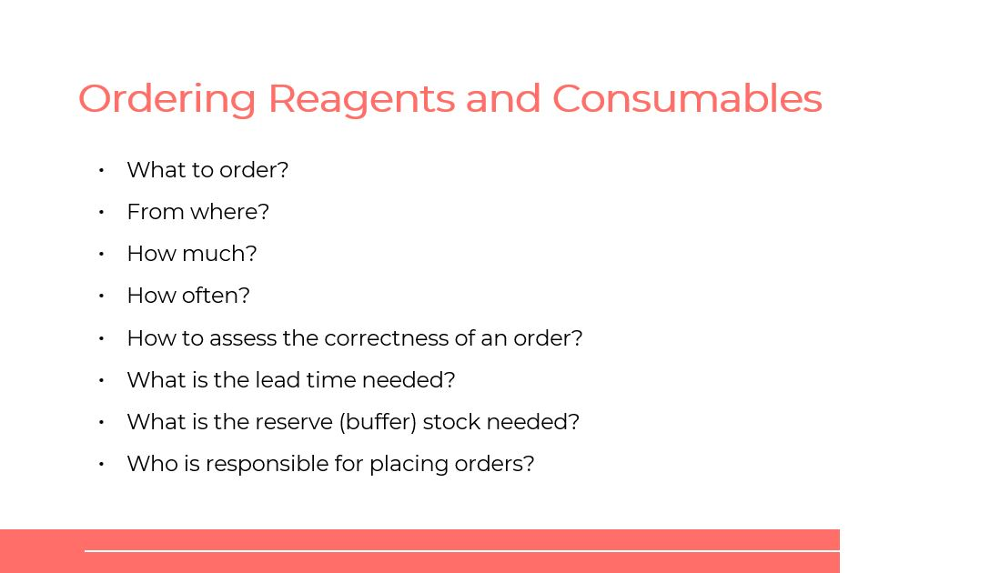 Ordering Reagents and Consumables
• What to order?
• From where?
• How much?
• How often?
• How to assess the correctness of an order?
• What is the lead time needed?
• What is the reserve (buffer) stock needed?
• Who is responsible for placing orders?